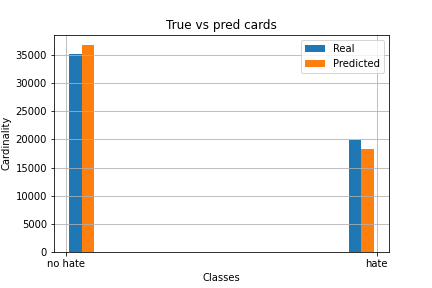 True vs pred cards
Real
Predicted
Cardinality
35000
30000
25000
20000
15000
10000
5000
0
no hate
hate
Classes